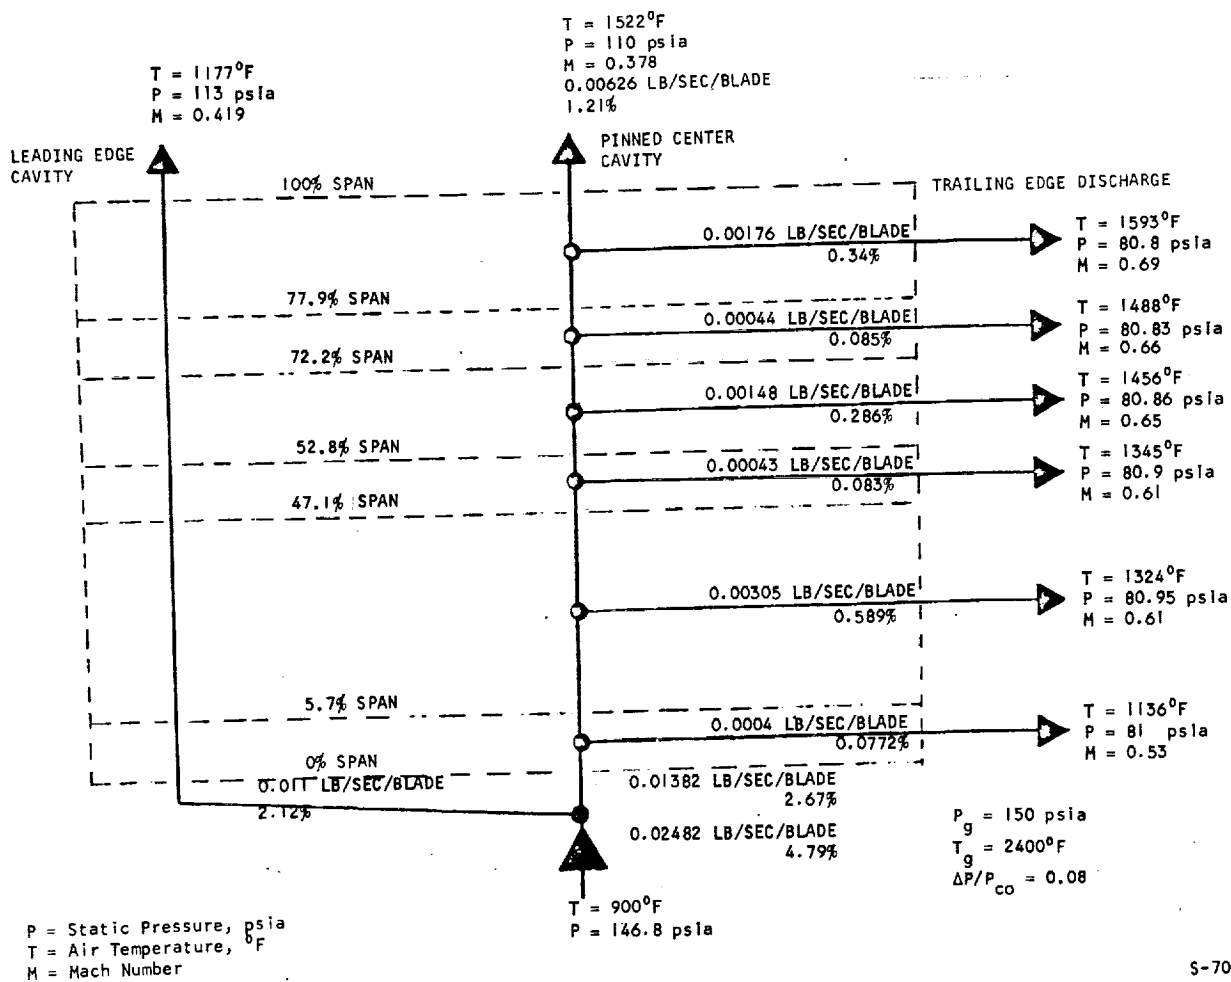 T = 1522°F
P = 110 psia
M = 0.378
0.00626 LB/SEC/BLADE
1.21%
T = 1177°F
P = 113 psia
M = 0.419
LEADING EDGE
CAVITY
PINNED CENTER
CAVITY
100% SPAN
TRAILING EDGE DISCHARGE
0.00176 LB/SEC/BLADE
0.34%
T = 1593°F
P = 80.8 psia
M = 0.69
77.9% SPAN
0.00044 LB/SEC/BLADE
0.085%
T = 1488°F
P = 80.83 psia
M = 0.66
72.2% SPAN
0.00148 LB/SEC/BLADE
0.286%
T = 1456°F
P = 80.86 psia
M = 0.65
52.8% SPAN
0.00043 LB/SEC/BLADE
0.083%
T = 1345°F
P = 80.9 psia
M = 0.61
47.1% SPAN
0.00305 LB/SEC/BLADE
0.589%
T = 1324°F
P = 80.95 psia
M = 0.61
5.7% SPAN
0.0004 LB/SEC/BLADE
0.0772%
T = 1136°F
P = 81 psia
M = 0.53
0% SPAN
0.011 LB/SEC/BLADE
2.12%
0.01382 LB/SEC/BLADE
2.67%
0.02482 LB/SEC/BLADE
4.79%
Pg = 150 psia
Tg = 2400°F
ΔP/Pco = 0.08
T = 900°F
P = 146.8 psia
P = Static Pressure, psia
T = Air Temperature, °F
M = Mach Number
S-70